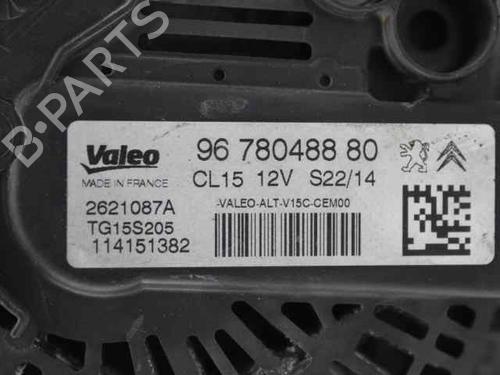 B-PARTS
Valeo
96 780488 80
MADE IN FRANCE
CL15 12V S22/14
2621087A
TG15S205
114151382
-VALEO-ALT-V15C-CEM00